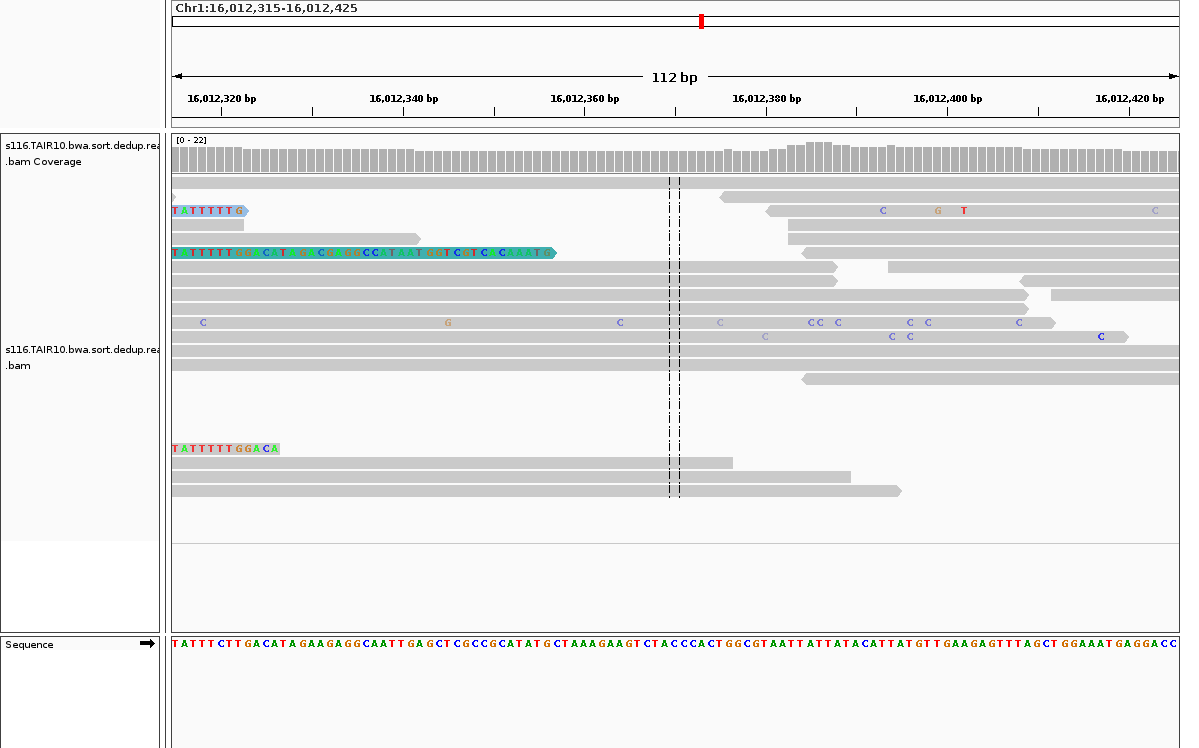 Chr1:16,012,315-16,012,425
112 bp
16,012,320 bp 16,012,340 bp 16,012,360 bp 16,012,380 bp 16,012,400 bp 16,012,420 bp
s116.TAIR10.bwa.sort.dedup.rea
.bam Coverage
[0 - 22]
TATTTTTG C G T C
C G C C C C C C C C
C C C C
s116.TAIR10.bwa.sort.dedup.rea
.bam
TATTTTTGGACA
Sequence
TATTTCTTGACATAGAAGAGGCAATTGAGCTCGCCGCATATGCTAAAGAAGTCTACCCACTGGCGTAATTATTATACATTATGTTGAAGAGTTTAGCTGGAAATGAGGACC